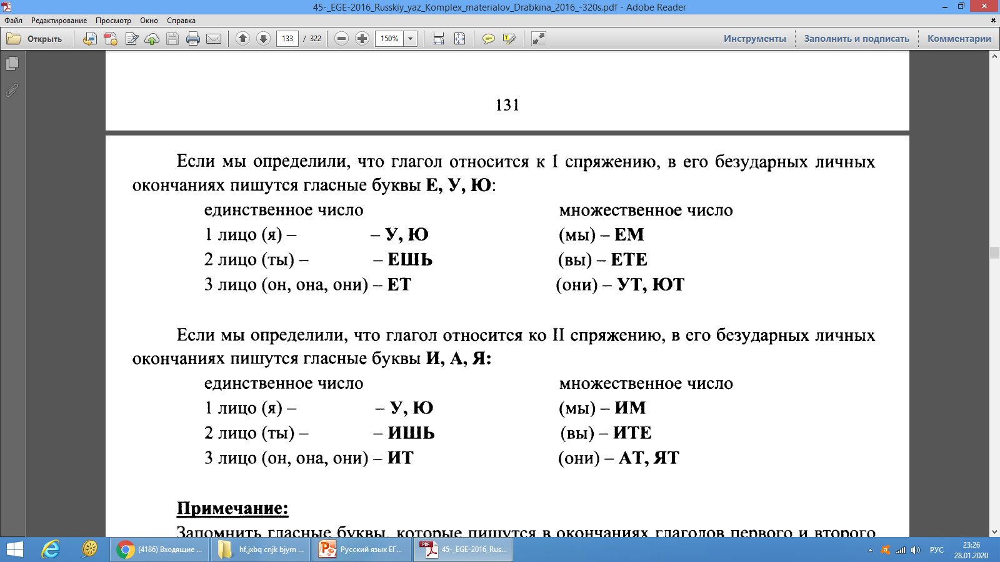 45-_EGE-2016_Russkiy_yaz_Komplex_materialov_Drabkina_2016_-320s.pdf - Adobe Reader
Файл Редактирование Просмотр Окно Справка
Открыть 133 / 322 150% Инструменты Заполнить и подписать Комментарии
131
Если мы определили, что глагол относится к I спряжению, в его безударных личных
окончаниях пишутся гласные буквы Е, У, Ю:
единственное число множественное число
1 лицо (я) – – У, Ю (мы) – ЕМ
2 лицо (ты) – – ЕШЬ (вы) – ЕТЕ
3 лицо (он, она, они) – ЕТ (они) – УТ, ЮТ
Если мы определили, что глагол относится ко II спряжению, в его безударных личных
окончаниях пишутся гласные буквы И, А, Я:
единственное число множественное число
1 лицо (я) – – У, Ю (мы) – ИМ
2 лицо (ты) – – ИШЬ (вы) – ИТЕ
3 лицо (он, она, они) – ИТ (они) – АТ, ЯТ
Примечание:
Запомнить гласные буквы, которые пишутся в окончаниях глаголов первого и второго
(4186) Входящие ... hf,jxbq cnjk bjym ... Русский язык ЕГ... 45-_EGE-2016_Rus... РУС 23:26
28.01.2020